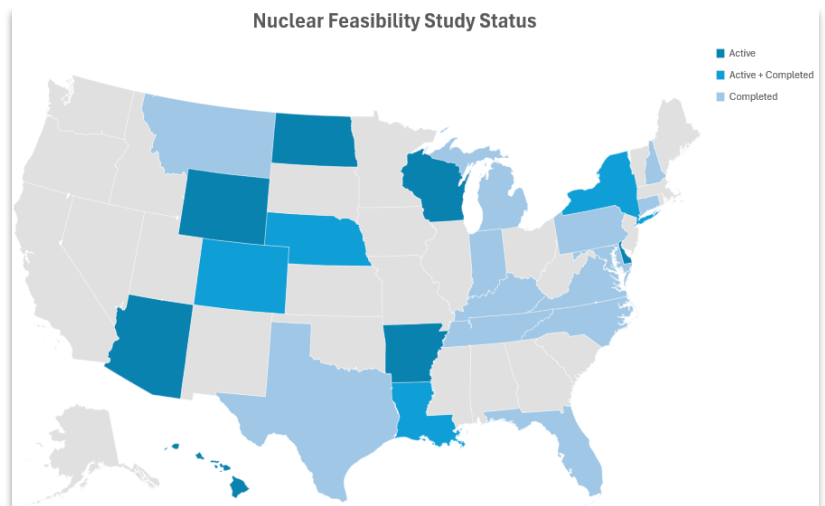 Nuclear Feasibility Study Status
Active
Active + Completed
Completed